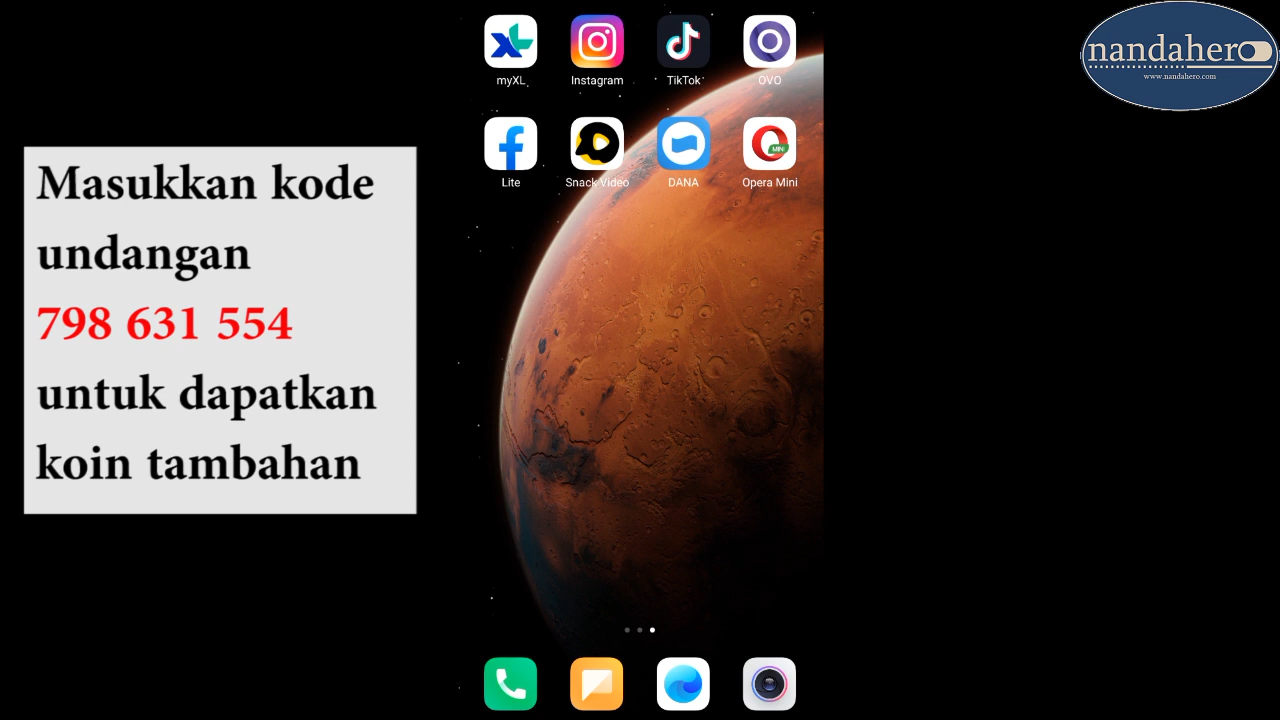 nandahero
www.nandahero.com
myXL
Instagram
TikTok
OVO
Lite
Snack Video
DANA
MINI
Opera Mini
Masukkan kode
undangan
798 631 554
untuk dapatkan
koin tambahan